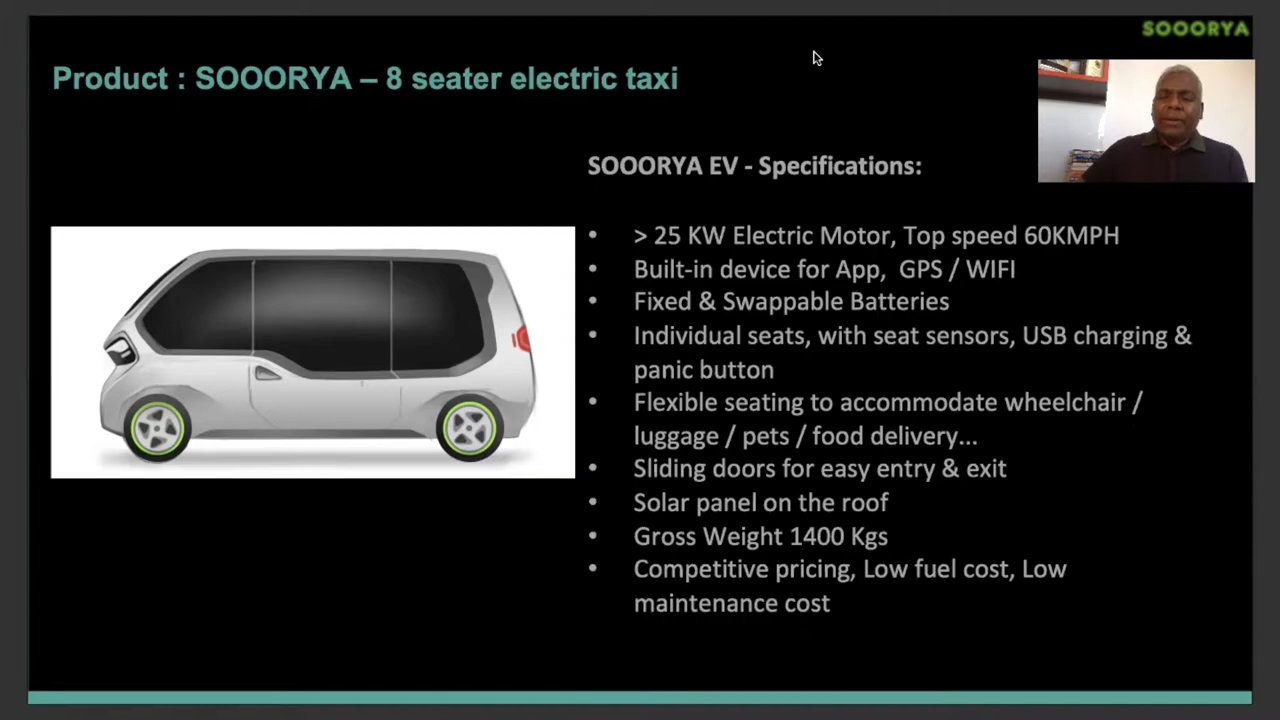 SOOORYA
Product : SOOORYA – 8 seater electric taxi
SOOORYA EV - Specifications:
• > 25 KW Electric Motor, Top speed 60KMPH
• Built-in device for App, GPS / WIFI
• Fixed & Swappable Batteries
• Individual seats, with seat sensors, USB charging &
panic button
• Flexible seating to accommodate wheelchair /
luggage / pets / food delivery...
• Sliding doors for easy entry & exit
• Solar panel on the roof
• Gross Weight 1400 Kgs
• Competitive pricing, Low fuel cost, Low
maintenance cost